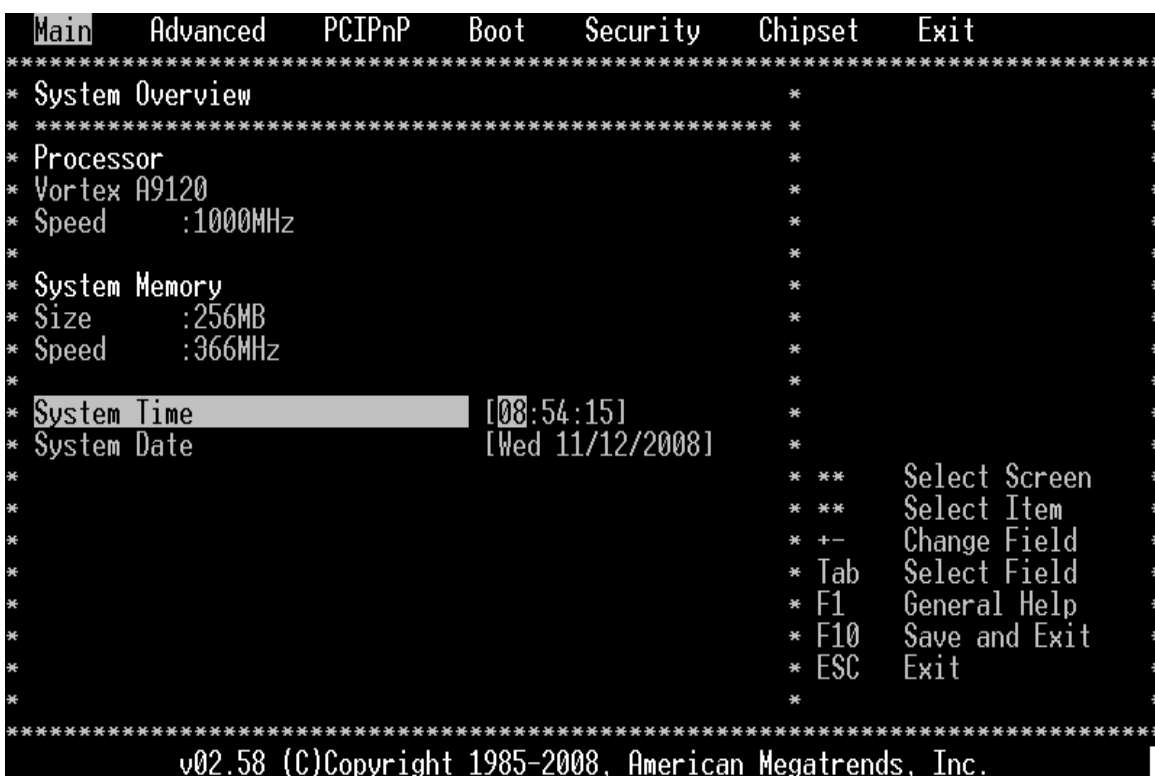 Main Advanced PCIPnP Boot Security Chipset Exit
********************************************************************************
* System Overview *
* *************************************************** *
* Processor *
* Vortex A9120 *
* Speed :1000MHz *
* *
* System Memory *
* Size :256MB *
* Speed :366MHz *
* *
* System Time [08:54:15] *
* System Date [Wed 11/12/2008] *
* * ** Select Screen
* * ** Select Item
* * +- Change Field
* * Tab Select Field
* * F1 General Help
* * F10 Save and Exit
* * ESC Exit
* *
********************************************************************************
v02.58 (C)Copyright 1985-2008, American Megatrends, Inc.